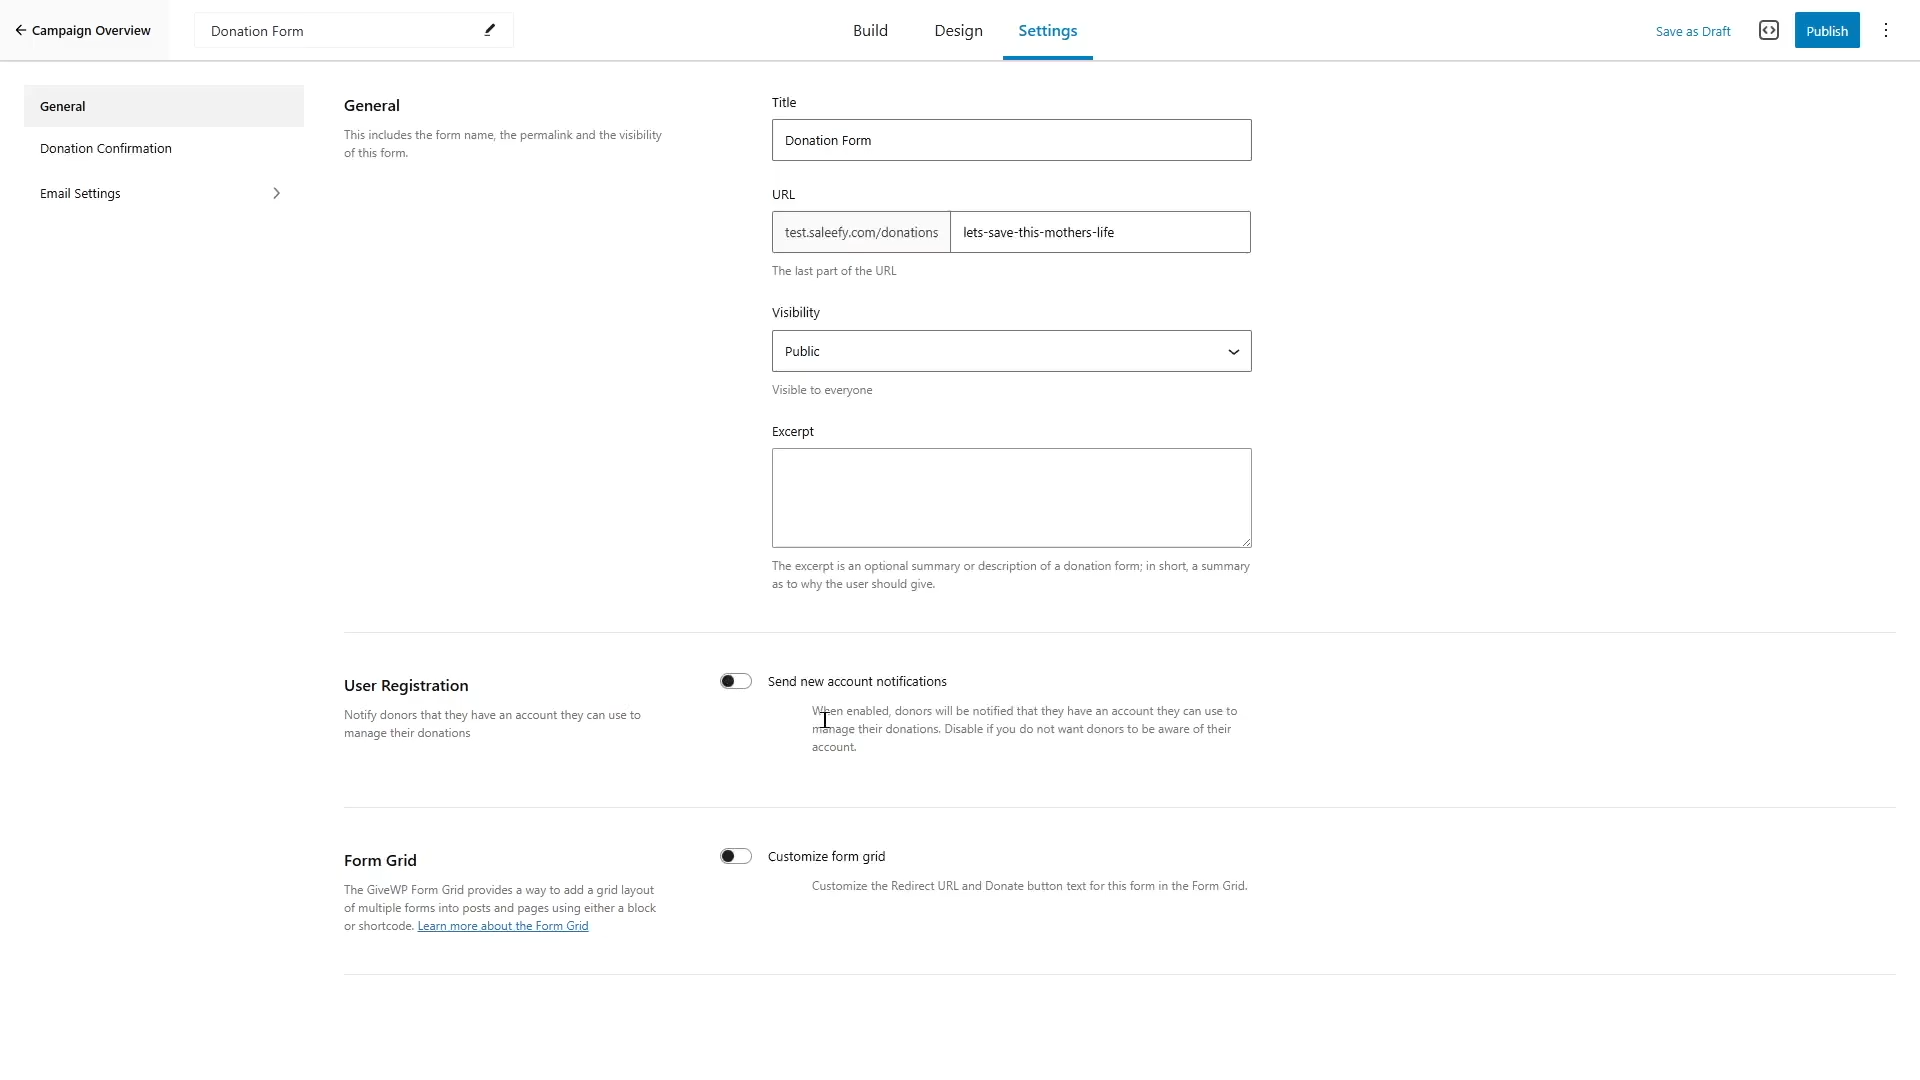 Campaign Overview
Donation Form
Build
Design
Settings
Save as Draft
Publish
General
Donation Confirmation
Email Settings
General
This includes the form name, the permalink and the visibility
of this form.
Title
Donation Form
URL
test.saleefy.com/donations
lets-save-this-mothers-life
The last part of the URL
Visibility
Public
Visible to everyone
Excerpt
The excerpt is an optional summary or description of a donation form; in short, a summary
as to why the user should give.
User Registration
Notify donors that they have an account they can use to
manage their donations
Send new account notifications
When enabled, donors will be notified that they have an account they can use to
manage their donations. Disable if you do not want donors to be aware of their
account.
Form Grid
The GiveWP Form Grid provides a way to add a grid layout
of multiple forms into posts and pages using either a block
or shortcode. Learn more about the Form Grid
Customize form grid
Customize the Redirect URL and Donate button text for this form in the Form Grid.